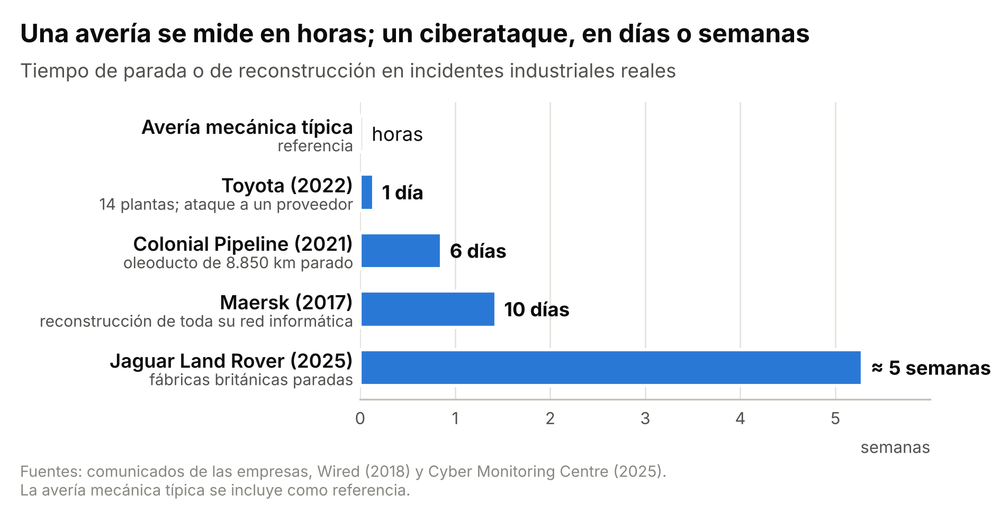 Una avería se mide en horas; un ciberataque, en días o semanas
Tiempo de parada o de reconstrucción en incidentes industriales reales
Avería mecánica típica
referencia
horas
Toyota (2022)
14 plantas; ataque a un proveedor
1 día
Colonial Pipeline (2021)
oleoducto de 8.850 km parado
6 días
Maersk (2017)
reconstrucción de toda su red informática
10 días
Jaguar Land Rover (2025)
fábricas británicas paradas
≈ 5 semanas
0 1 2 3 4 5
semanas
Fuentes: comunicados de las empresas, Wired (2018) y Cyber Monitoring Centre (2025).
La avería mecánica típica se incluye como referencia.